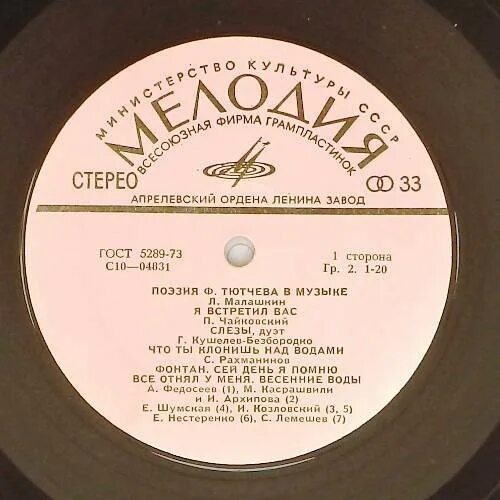 МИНИСТЕРСТВО КУЛЬТУРЫ СССР
МЕЛОДИЯ
ВСЕСОЮЗНАЯ ФИРМА ГРАМПЛАСТИНОК
СТЕРЕО 33
АПРЕЛЕВСКИЙ ОРДЕНА ЛЕНИНА ЗАВОД
ГОСТ 5289-73 1 сторона
С10—04831 Гр. 2. 1-20
ПОЭЗИЯ Ф. ТЮТЧЕВА В МУЗЫКЕ
Л. Малашкин
Я ВСТРЕТИЛ ВАС
П. Чайковский
СЛЕЗЫ, дуэт
Г. Кушелев-Безбородко
ЧТО ТЫ КЛОНИШЬ НАД ВОДАМИ
С. Рахманинов
ФОНТАН. СЕЙ ДЕНЬ Я ПОМНЮ
ВСЕ ОТНЯЛ У МЕНЯ. ВЕСЕННИЕ ВОДЫ
А. Федосеев (1), М. Касрашвили
и И. Архипова (2)
Е. Шумская (4), И. Козловский (3, 5)
Е. Нестеренко (6), С. Лемешев (7)